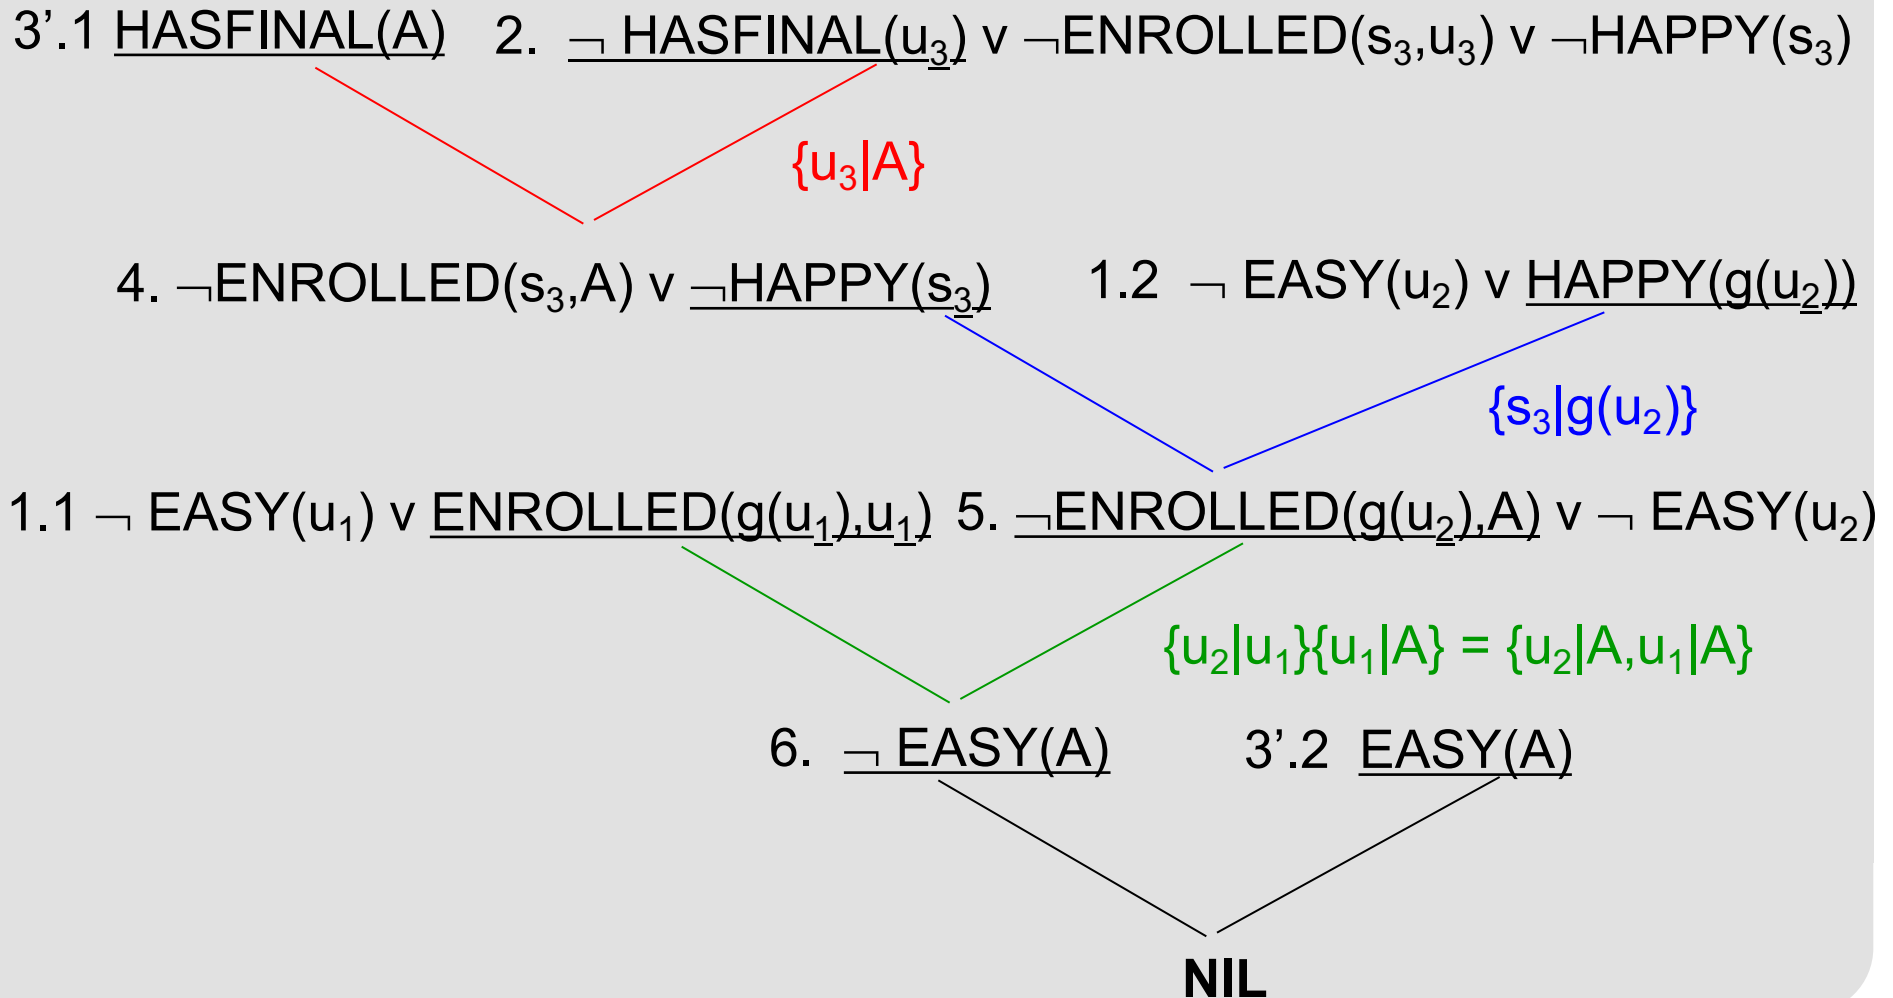 3’.1 HASFINAL(A) 2. ¬ HASFINAL(u₃) v ¬ENROLLED(s₃,u₃) v ¬HAPPY(s₃)
{u₃|A}
4. ¬ENROLLED(s₃,A) v ¬HAPPY(s₃) 1.2 ¬ EASY(u₂) v HAPPY(g(u₂))
{s₃|g(u₂)}
1.1 ¬ EASY(u₁) v ENROLLED(g(u₁),u₁) 5. ¬ENROLLED(g(u₂),A) v ¬ EASY(u₂)
{u₂|u₁}{u₁|A} = {u₂|A,u₁|A}
6. ¬ EASY(A) 3’.2 EASY(A)
NIL